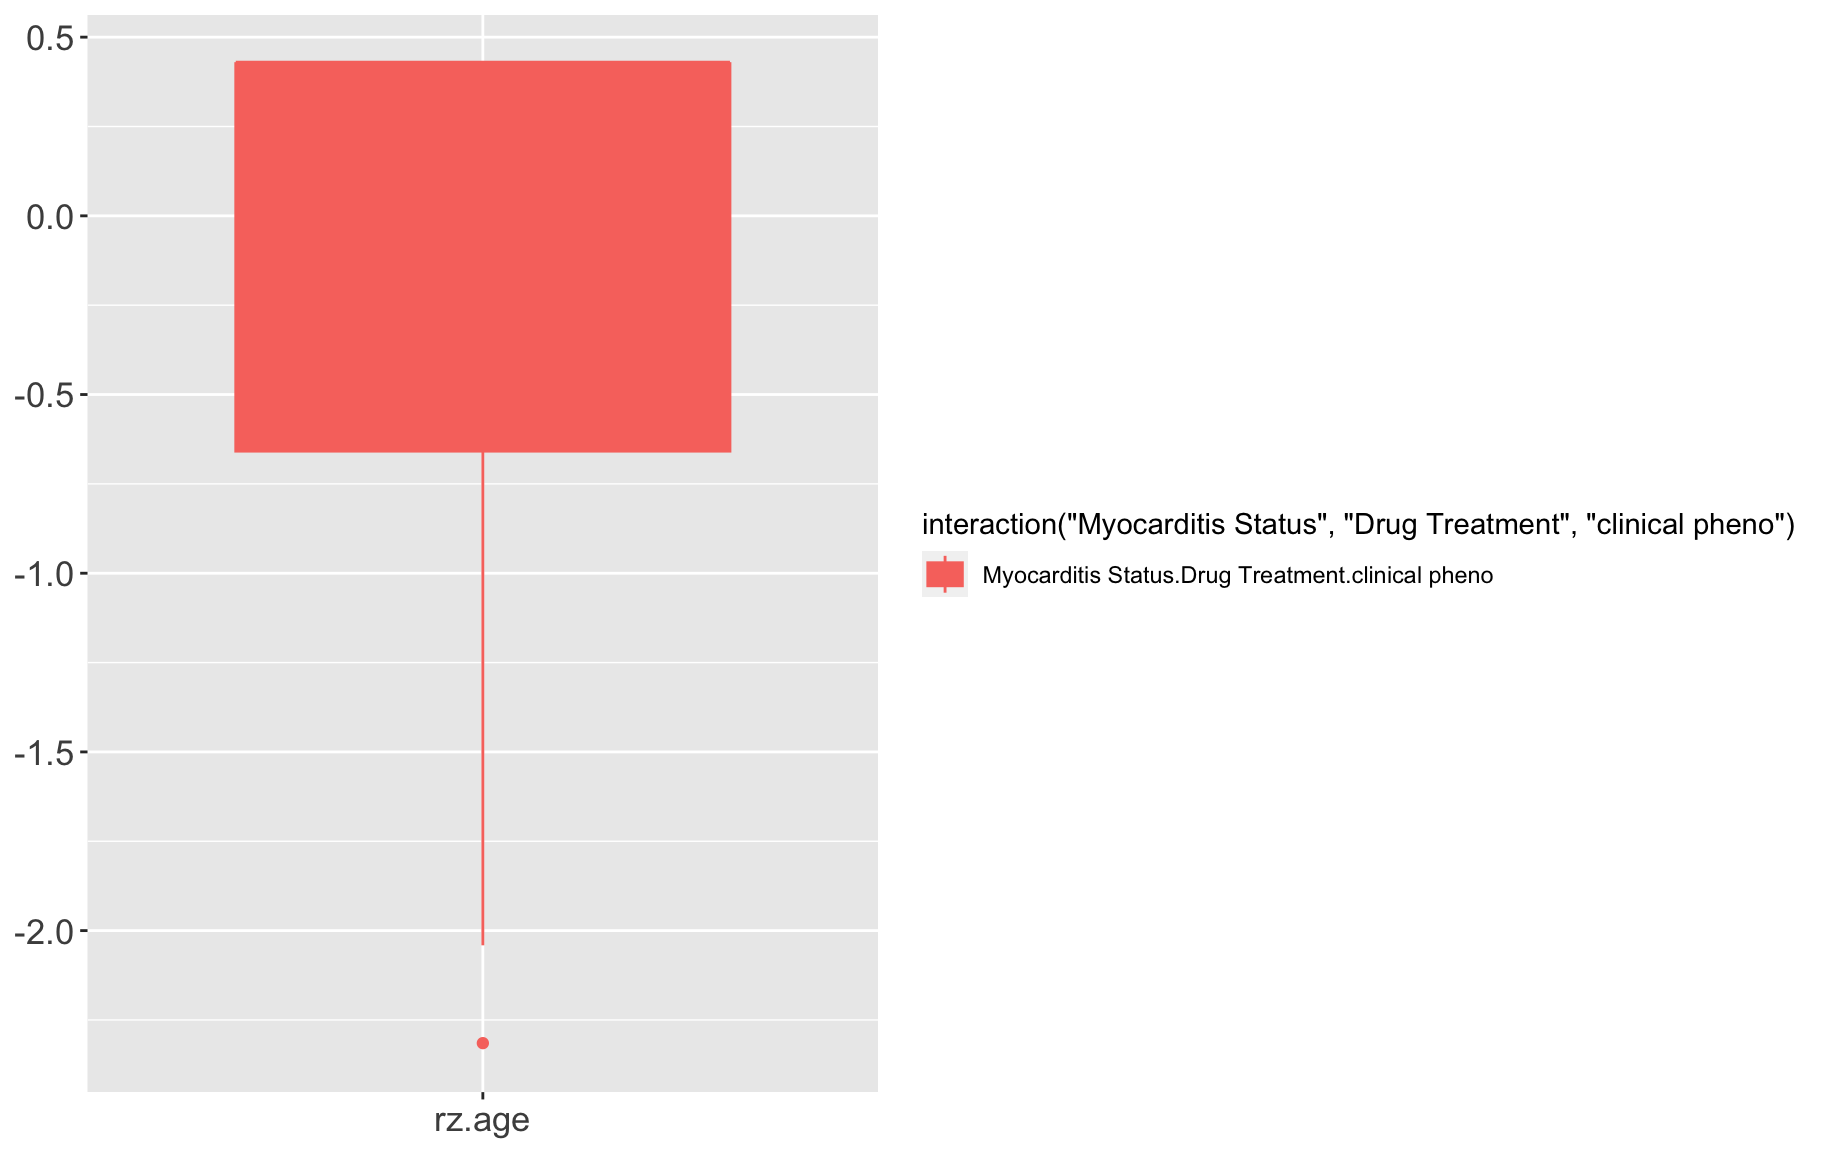 0.5
0.0
-0.5
-1.0
-1.5
-2.0
rz.age
interaction("Myocarditis Status", "Drug Treatment", "clinical pheno")
Myocarditis Status.Drug Treatment.clinical pheno